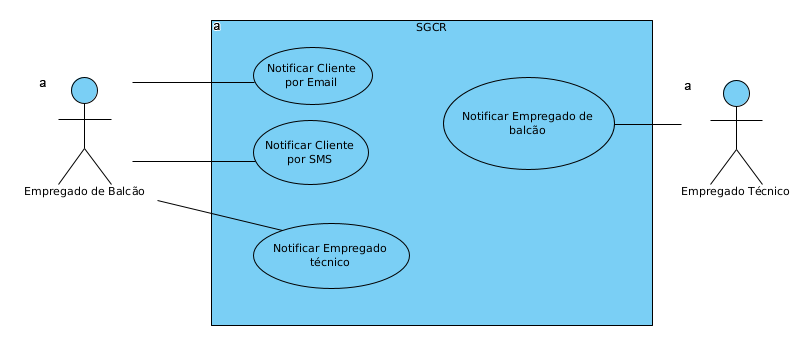 a
SGCR
Notificar Cliente
por Email
a
a
Notificar Empregado de
balcão
Notificar Cliente
por SMS
Empregado de Balcão
Empregado Técnico
Notificar Empregado
técnico